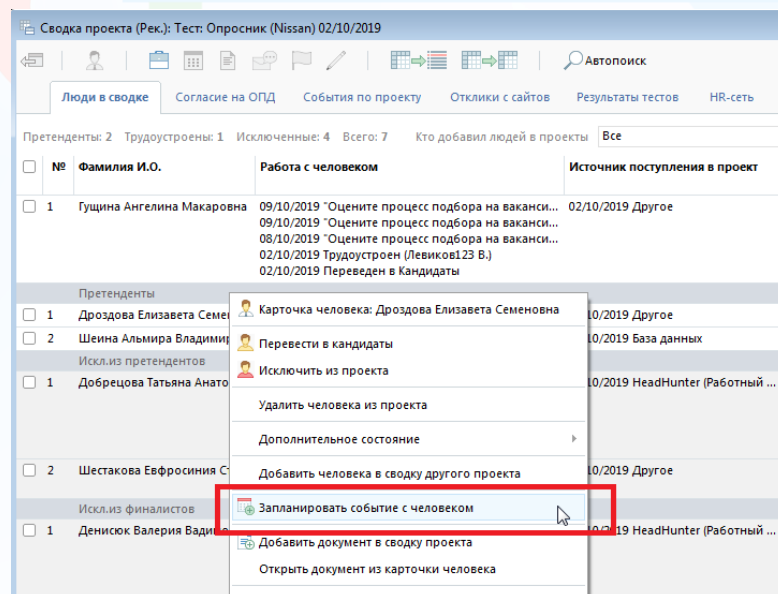 Сводка проекта (Рек.): Тест: Опросник (Nissan) 02/10/2019
Автопоиск
Люди в сводке Согласие на ОПД События по проекту Отклики с сайтов Результаты тестов HR-сеть
Претенденты: 2 Трудоустроены: 1 Исключенные: 4 Всего: 7 Кто добавил людей в проекты Все
№ Фамилия И.О. Работа с человеком Источник поступления в проект
1 Гущина Ангелина Макаровна 09/10/2019 "Оцените процесс подбора на ваканси... 02/10/2019 Другое
09/10/2019 "Оцените процесс подбора на ваканси...
08/10/2019 "Оцените процесс подбора на ваканси...
02/10/2019 Трудоустроен (Левиков123 В.)
02/10/2019 Переведен в Кандидаты
Претенденты
Карточка человека: Дроздова Елизавета Семеновна
1 Дроздова Елизавета 10/2019 Другое
2 Шеина Альмира 10/2019 База данных
Перевести в кандидаты
Искл.из претендентов
Исключить из проекта
1 Добрецова Татьяна 10/2019 HeadHunter (Работный ...
Удалить человека из проекта
Дополнительное состояние
2 Шестакова Евфросиния 10/2019 Другое
Добавить человека в сводку другого проекта
Искл.из финалистов
Запланировать событие с человеком
1 Денисюк Валерия 2019 HeadHunter (Работный ...
Добавить документ в сводку проекта
Открыть документ из карточки человека